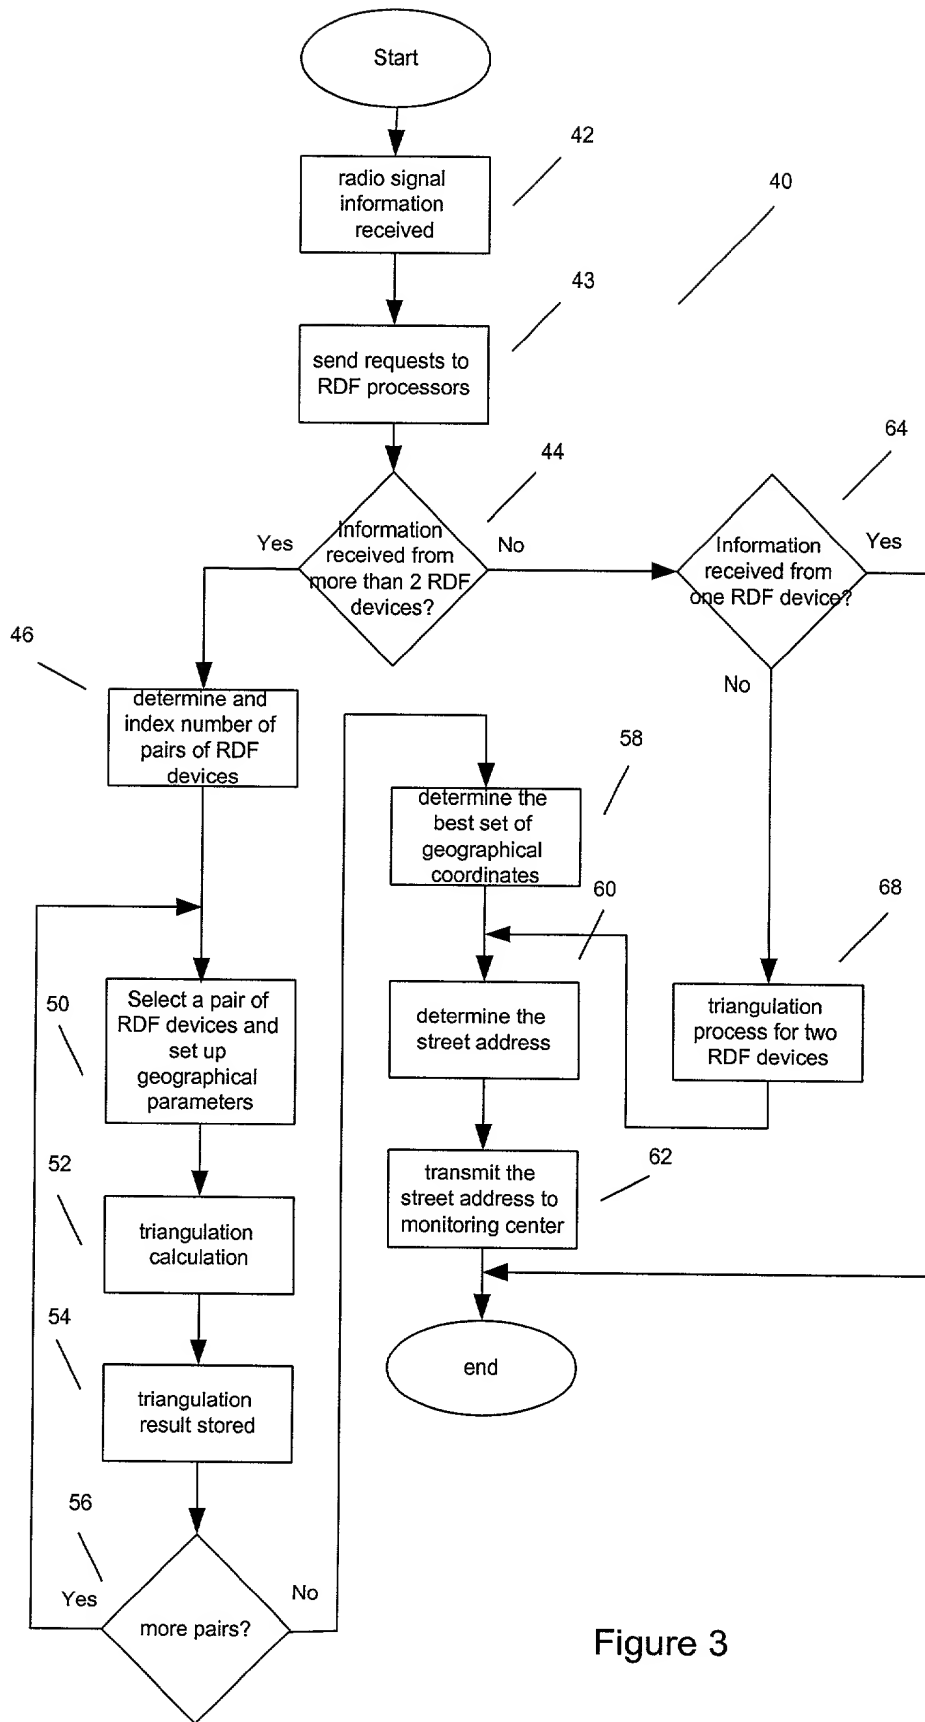 Start
42
radio signal
information
received
40
43
send requests to
RDF processors
44
64
Yes
Information
received from
more than 2 RDF
devices?
No
Information
received from
one RDF device?
Yes
No
46
determine and
index number of
pairs of RDF
devices
58
determine the
best set of
geographical
coordinates
60
68
50
Select a pair of
RDF devices and
set up
geographical
parameters
determine the
street address
triangulation
process for two
RDF devices
52
triangulation
calculation
62
transmit the
street address to
monitoring center
54
triangulation
result stored
end
56
Yes
No
more pairs?
Figure 3